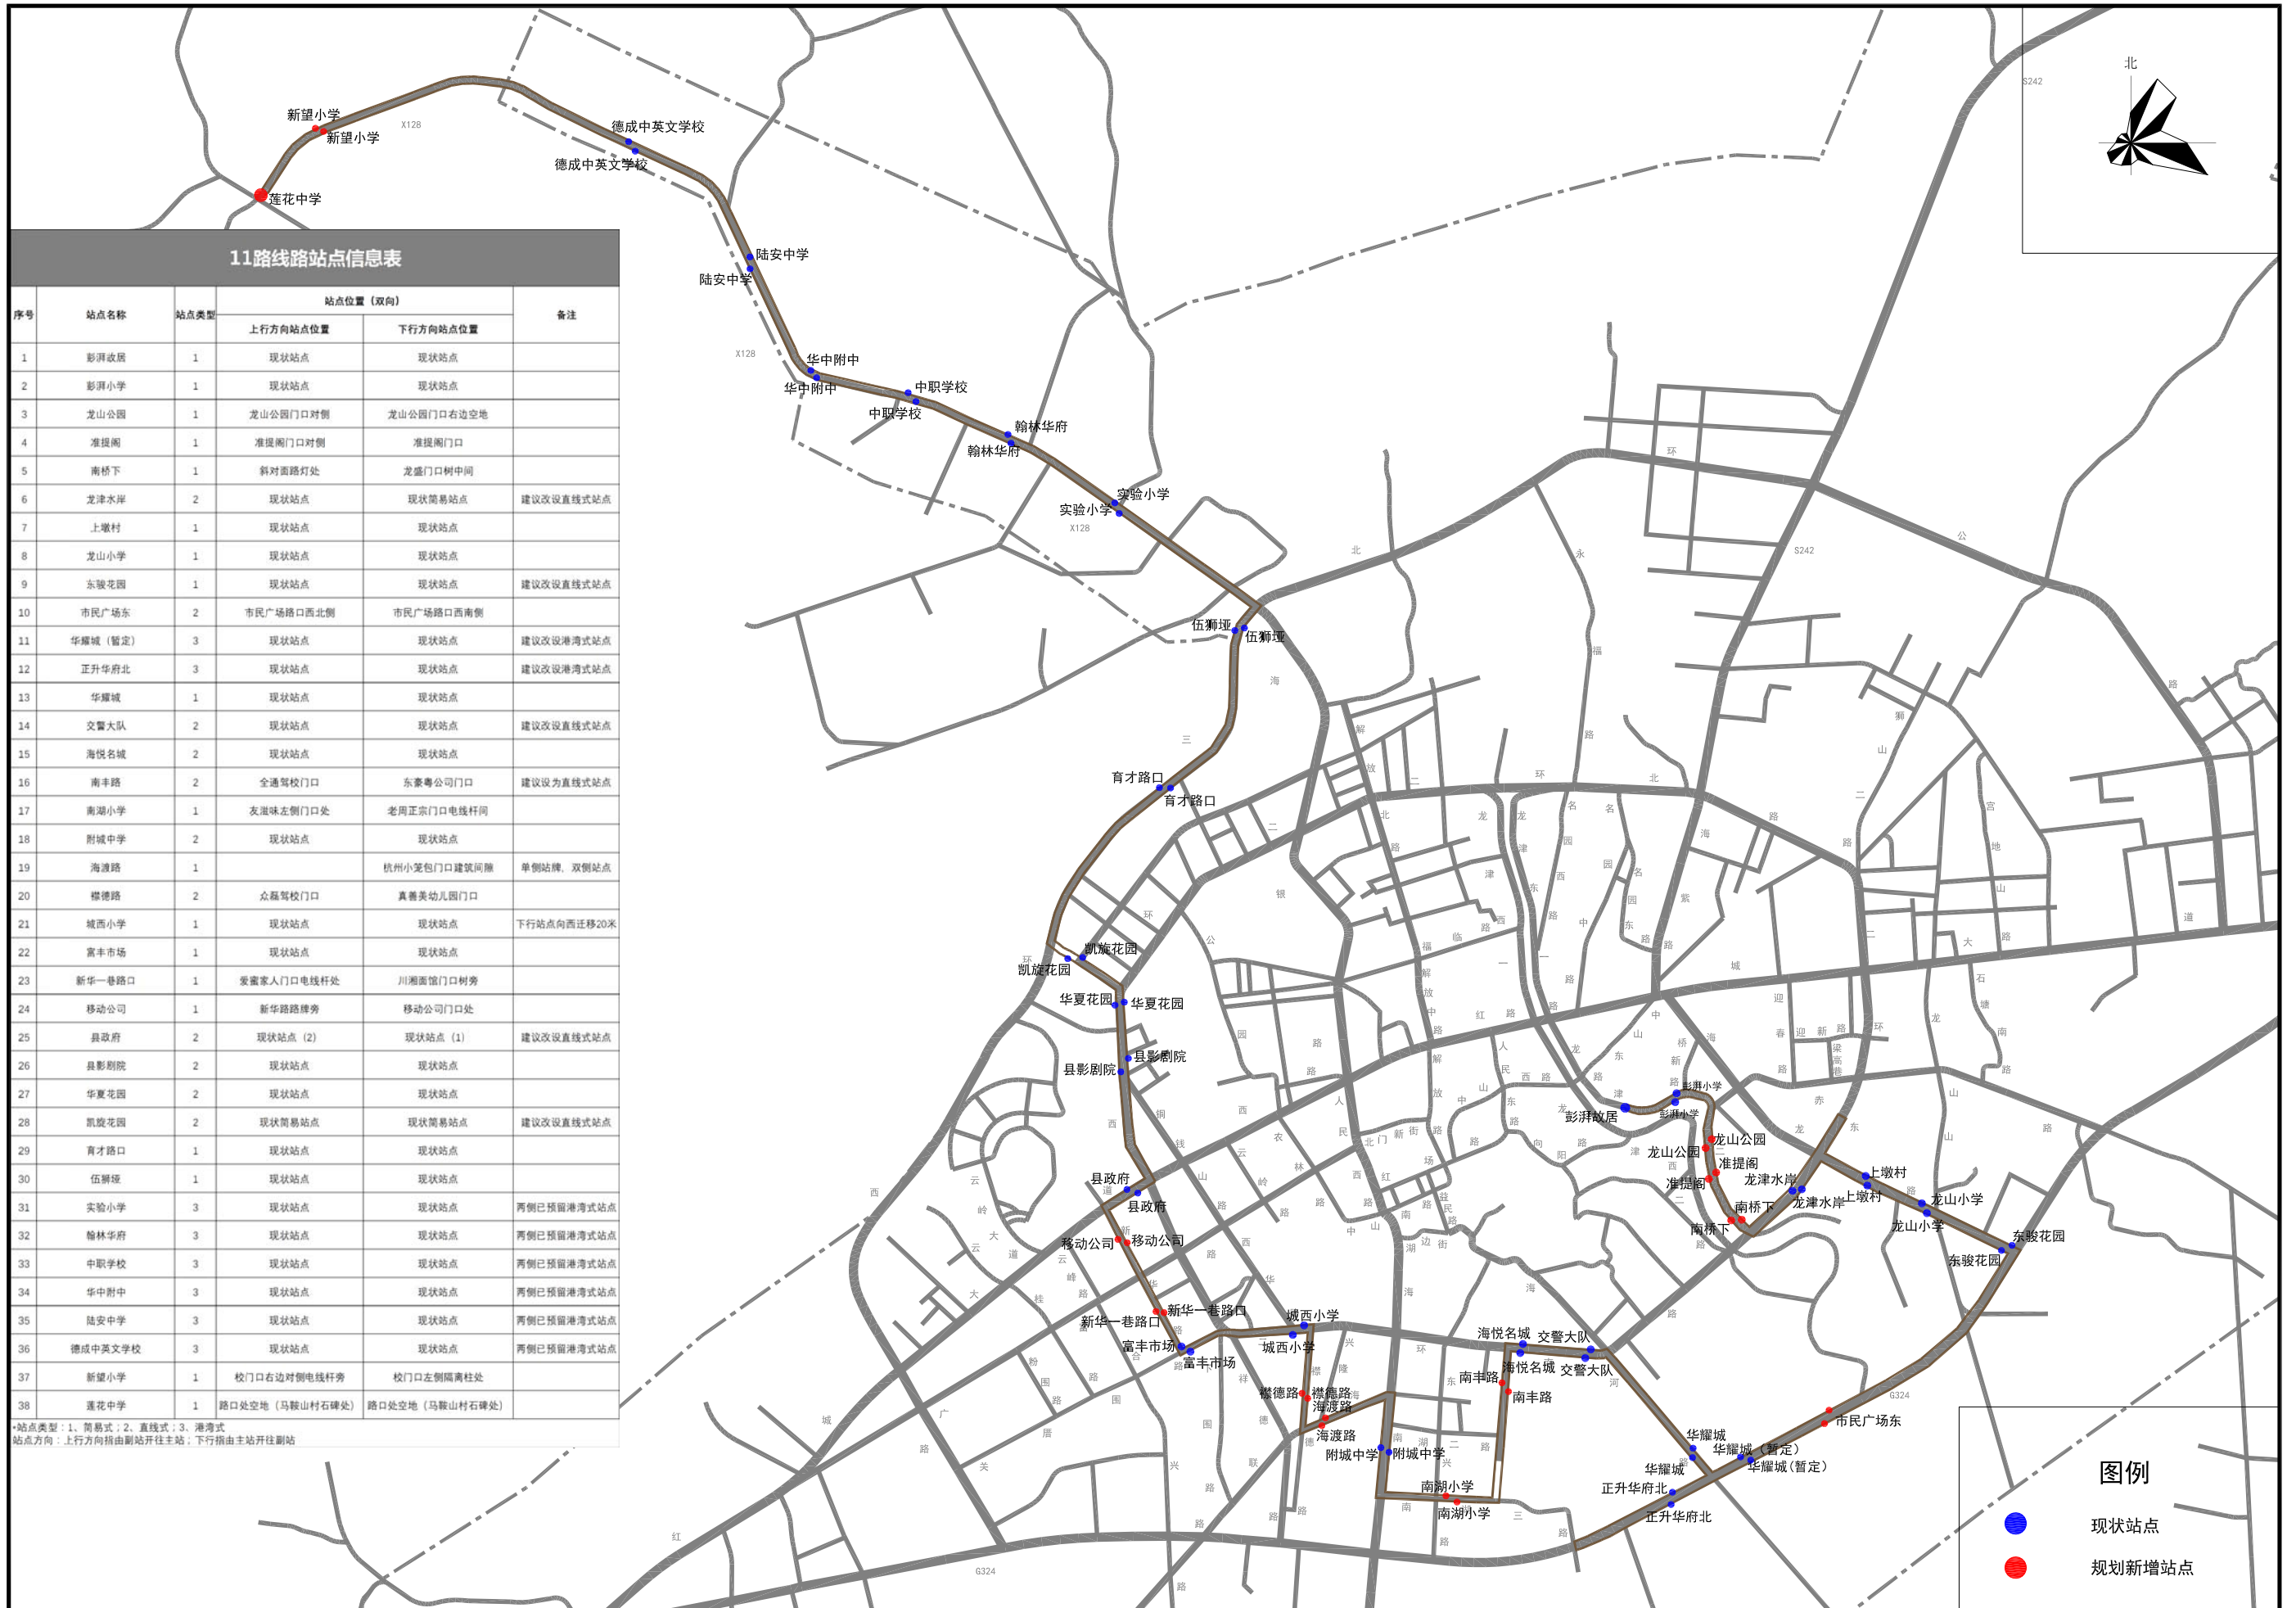 11路线路站点信息表
序号 站点名称 站点类型 站点位置（双向） 备注
上行方向站点位置 下行方向站点位置
1 彭湃故居 1 现状站点 现状站点
2 彭湃小学 1 现状站点 现状站点
3 龙山公园 1 龙山公园门口对侧 龙山公园门口右边空地
4 准提阁 1 准提阁门口对侧 准提阁门口
5 南桥下 1 斜对面路灯处 龙盛门口树中间
6 龙津水岸 2 现状站点 现状简易站点 建议改设直线式站点
7 上墩村 1 现状站点 现状站点
8 龙山小学 1 现状站点 现状站点
9 东骏花园 1 现状站点 现状站点 建议改设直线式站点
10 市民广场东 2 市民广场路口西北侧 市民广场路口西南侧
11 华耀城（暂定） 3 现状站点 现状站点 建议改设港湾式站点
12 正升华府北 3 现状站点 现状站点 建议改设港湾式站点
13 华耀城 1 现状站点 现状站点
14 交警大队 2 现状站点 现状站点 建议改设直线式站点
15 海悦名城 2 现状站点 现状站点
16 南丰路 2 全通驾校门口 东豪粤公司门口 建议设为直线式站点
17 南湖小学 1 友滋味左侧门口处 老周正宗门口电线杆间
18 附城中学 2 现状站点 现状站点
19 海渡路 1 杭州小笼包门口建筑间隙 单侧站牌，双侧站点
20 襟德路 2 众磊驾校门口 真善美幼儿园门口
21 城西小学 1 现状站点 现状站点 下行站点向西迁移20米
22 富丰市场 1 现状站点 现状站点
23 新华一巷路口 1 爱蜜家人门口电线杆处 川湘面馆门口树旁
24 移动公司 1 新华路路牌旁 移动公司门口处
25 县政府 2 现状站点（2） 现状站点（1） 建议改设直线式站点
26 县影剧院 2 现状站点 现状站点
27 华夏花园 2 现状站点 现状站点
28 凯旋花园 2 现状简易站点 现状简易站点 建议改设直线式站点
29 育才路口 1 现状站点 现状站点
30 伍狮垭 1 现状站点 现状站点
31 实验小学 3 现状站点 现状站点 两侧已预留港湾式站点
32 翰林华府 3 现状站点 现状站点 两侧已预留港湾式站点
33 中职学校 3 现状站点 现状站点 两侧已预留港湾式站点
34 华中附中 3 现状站点 现状站点 两侧已预留港湾式站点
35 陆安中学 3 现状站点 现状站点 两侧已预留港湾式站点
36 德成中英文学校 3 现状站点 现状站点 两侧已预留港湾式站点
37 新望小学 1 校门口右边对侧电线杆旁 校门口左侧隔离柱处
38 莲花中学 1 路口处空地（马鞍山村石碑处） 路口处空地（马鞍山村石碑处）
*站点类型：1、简易式；2、直线式；3、港湾式
站点方向：上行方向指由副站开往主站；下行指由主站开往副站
新望小学
新望小学
莲花中学
X128
德成中英文学校
德成中英文学校
陆安中学
陆安中学
X128
华中附中
华中附中
中职学校
中职学校
翰林华府
翰林华府
实验小学
实验小学
X128
伍狮垭
伍狮垭
育才路口
育才路口
凯旋花园
凯旋花园
华夏花园
华夏花园
县影剧院
县影剧院
县政府
县政府
移动公司
移动公司
新华一巷路口
新华一巷路口
富丰市场
富丰市场
城西小学
城西小学
襟德路
襟德路
海渡路
海渡路
附城中学
附城中学
南湖小学
南湖小学
南丰路
南丰路
海悦名城
海悦名城
交警大队
交警大队
华耀城
华耀城
华耀城（暂定）
华耀城（暂定）
正升华府北
正升华府北
市民广场东
东骏花园
东骏花园
龙山小学
龙山小学
上墩村
上墩村
龙津水岸
龙津水岸
南桥下
南桥下
准提阁
准提阁
龙山公园
龙山公园
彭湃小学
彭湃小学
彭湃故居
S242
S242
G324
G324
北
图例
现状站点
规划新增站点